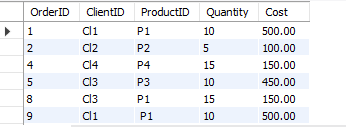 OrderID ClientID ProductID Quantity Cost
1 Cl1 P1 10 500.00
2 Cl2 P2 5 100.00
4 Cl4 P4 15 150.00
5 Cl3 P3 10 450.00
8 Cl3 P1 15 150.00
9 Cl1 P1 10 500.00